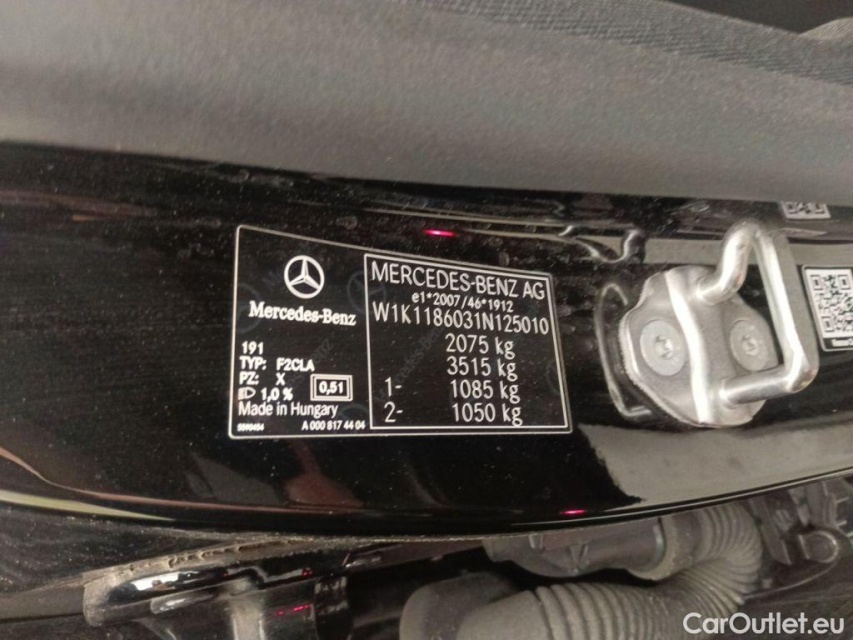 Mercedes-Benz
191
TYP: F2CLA
PZ: X
1,0 % 0,51
Made in Hungary
A 000 817 44 04
MERCEDES-BENZ AG
e1*2007/46*1912
W1K1186031N125010
2075 kg
3515 kg
1- 1085 kg
2- 1050 kg
CarOutlet.eu